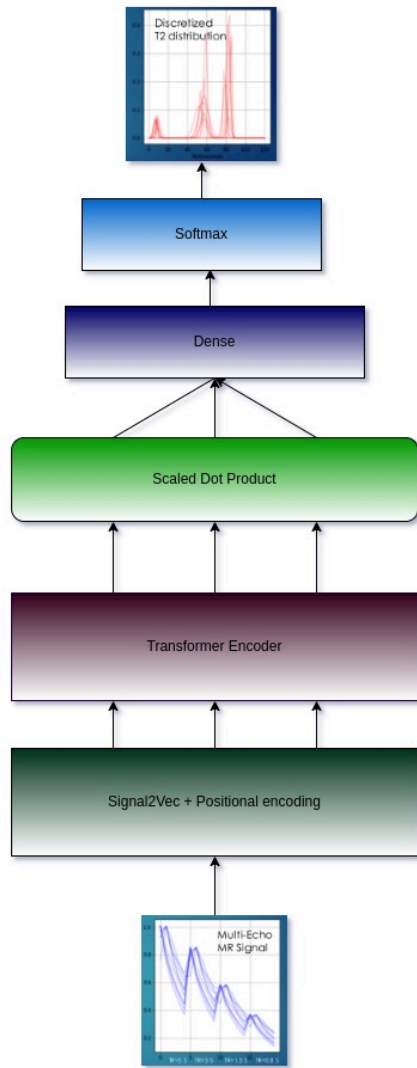 Discretized
T2 distribution
Softmax
Dense
Scaled Dot Product
Transformer Encoder
Signal2Vec + Positional encoding
Multi-Echo
MR Signal